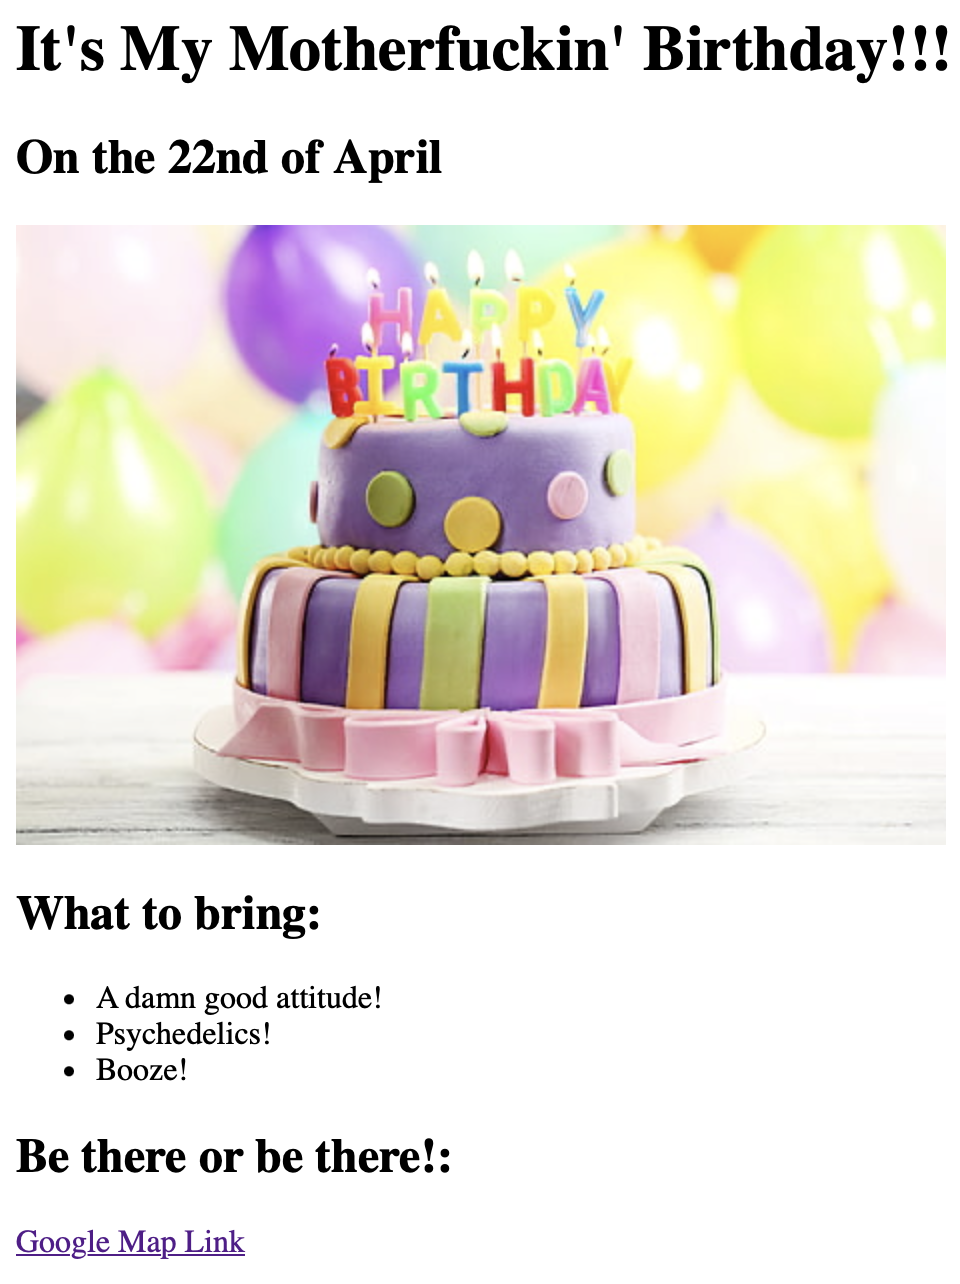 It's My Motherfuckin' Birthday!!!
On the 22nd of April
HAPPY
BIRTHDAY
What to bring:
A damn good attitude!
Psychedelics!
Booze!
Be there or be there!:
Google Map Link